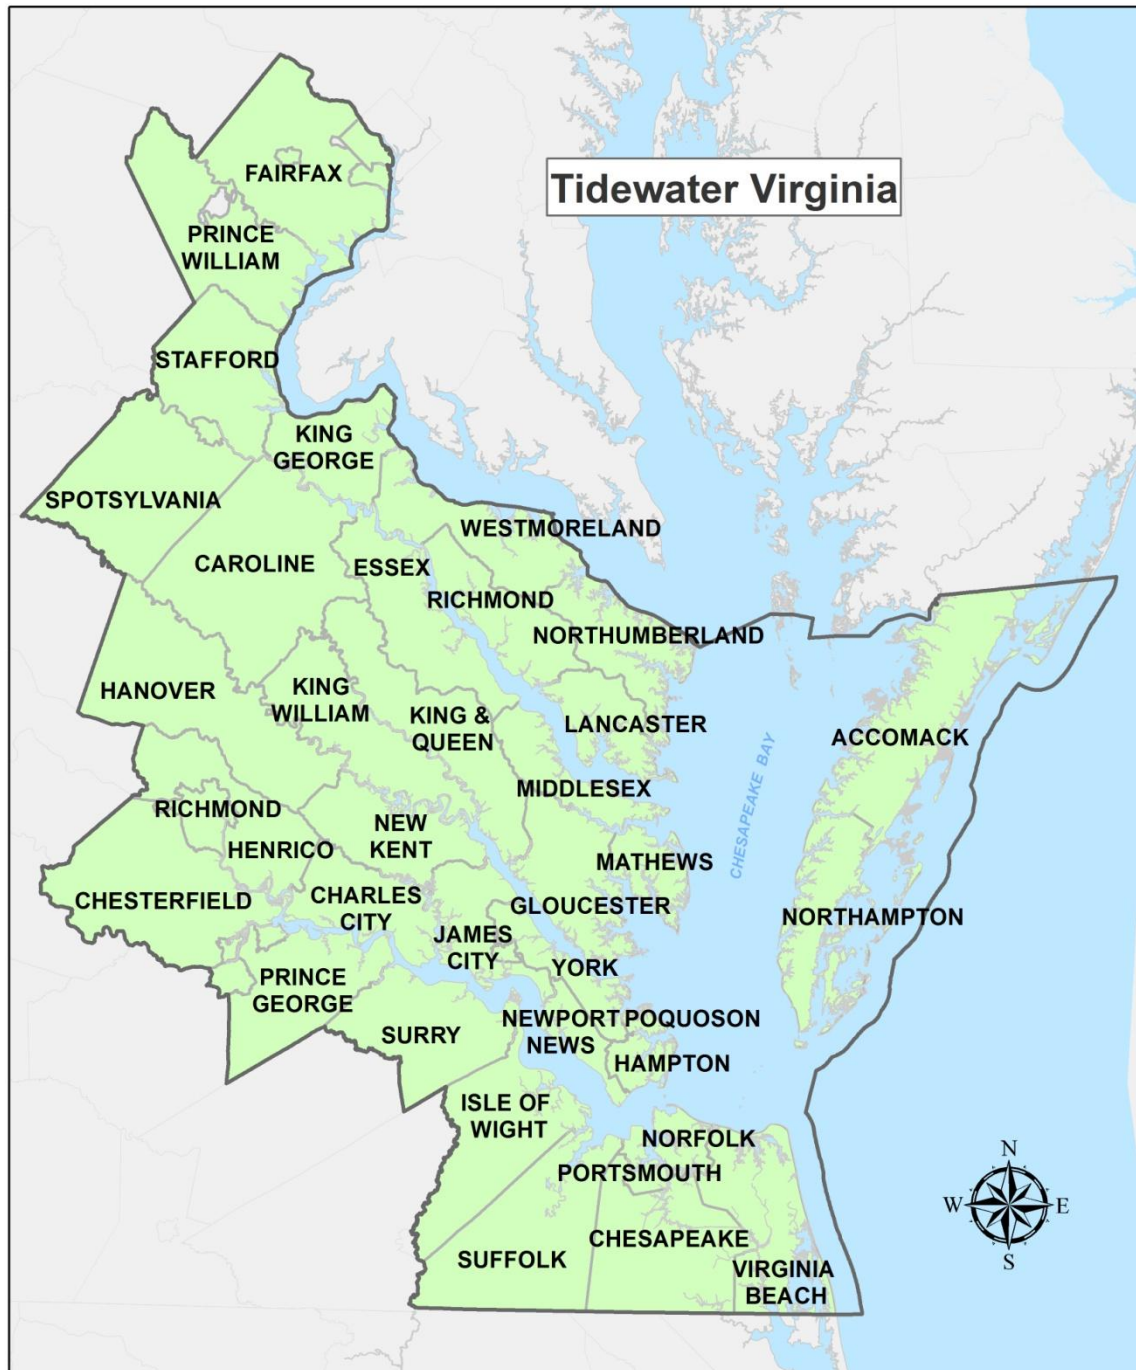 Tidewater Virginia
FAIRFAX
PRINCE
WILLIAM
STAFFORD
KING
GEORGE
SPOTSYLVANIA
WESTMORELAND
CAROLINE
ESSEX
RICHMOND
NORTHUMBERLAND
HANOVER
KING
WILLIAM
KING &
QUEEN
LANCASTER
ACCOMACK
MIDDLESEX
RICHMOND
HENRICO
NEW
KENT
CHESAPEAKE BAY
MATHEWS
CHESTERFIELD
CHARLES
CITY
GLOUCESTER
NORTHAMPTON
JAMES
CITY
YORK
PRINCE
GEORGE
SURRY
NEWPORT
NEWS
POQUOSON
HAMPTON
ISLE OF
WIGHT
NORFOLK
PORTSMOUTH
CHESAPEAKE
SUFFOLK
VIRGINIA
BEACH
N
W
E
S